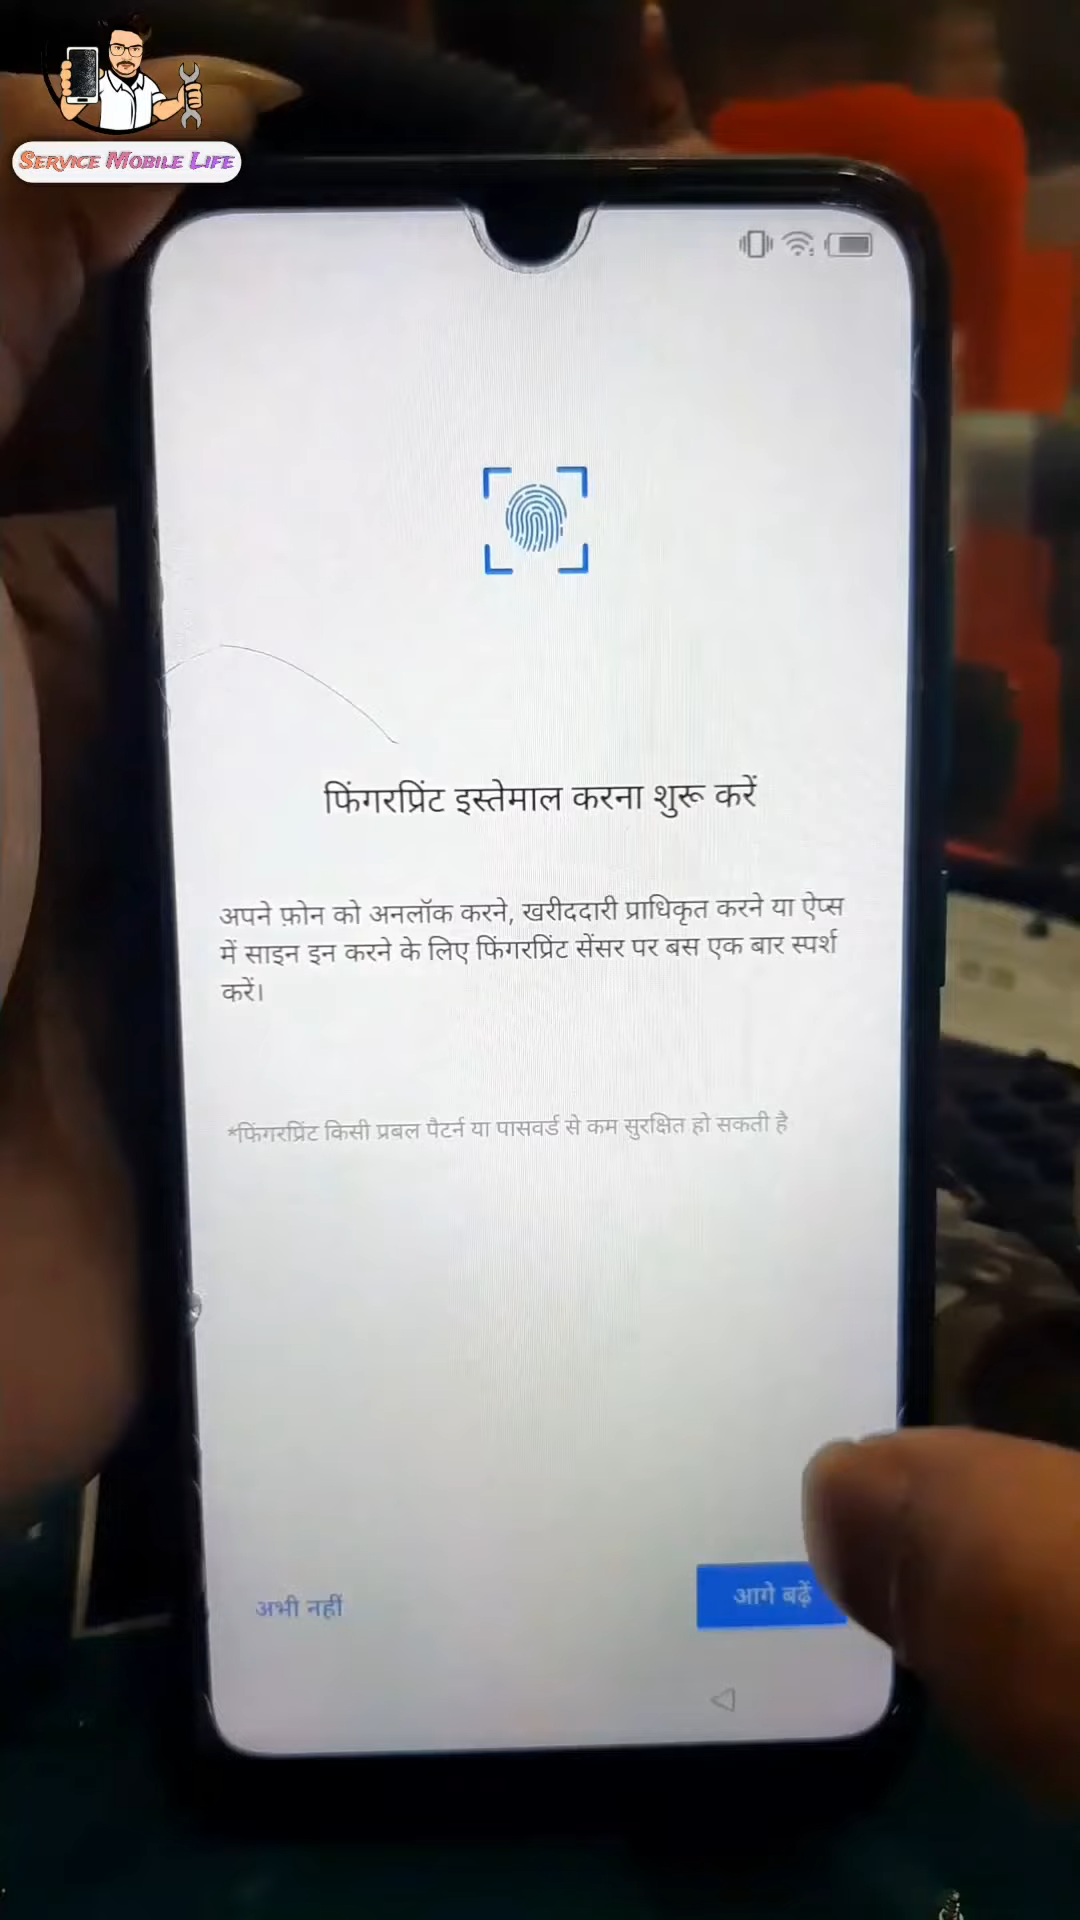 SERVICE MOBILE LIFE
फिंगरप्रिंट इस्तेमाल करना शुरू करें
अपने फ़ोन को अनलॉक करने, खरीददारी प्राधिकृत करने या ऐप्स
में साइन इन करने के लिए फिंगरप्रिंट सेंसर पर बस एक बार स्पर्श
करें।
*फिंगरप्रिंट किसी प्रबल पैटर्न या पासवर्ड से कम सुरक्षित हो सकती है
अभी नहीं
आगे बढ़ें